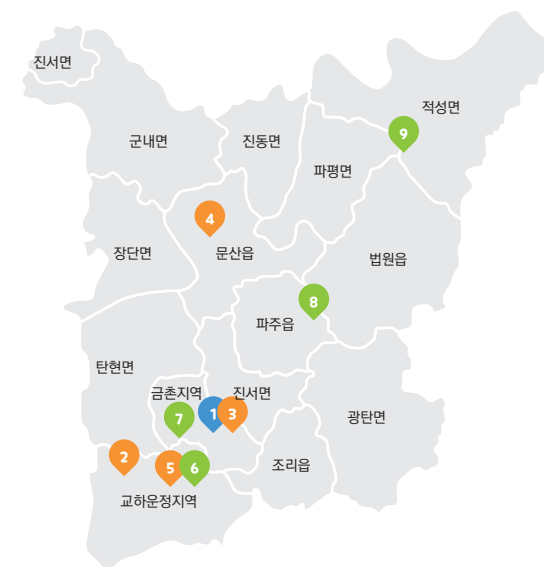 진서면
적성면
군내면
진동면
9
파평면
4
장단면
문산읍
법원읍
8
파주읍
탄현면
금촌지역
진서면
7
1
3
광탄면
2
5
6
조리읍
교하운정지역